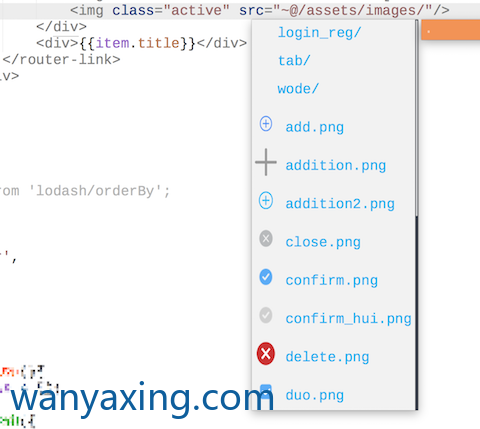 <img class="active" src="~@/assets/images/"/>
</div>
<div>{{item.title}}</div>
</router-link>
login_reg/
tab/
wode/
add.png
addition.png
addition2.png
close.png
confirm.png
confirm_hui.png
delete.png
duo.png
'lodash/orderBy';
wanyaxing.com